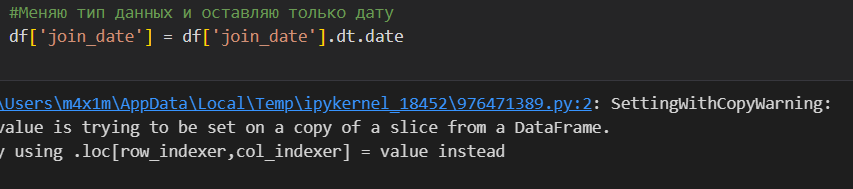 #Меняю тип данных и оставляю только дату
df['join_date'] = df['join_date'].dt.date
\Users\m4x1m\AppData\Local\Temp\ipykernel_18452\976471389.py:2: SettingWithCopyWarning:
value is trying to be set on a copy of a slice from a DataFrame.
y using .loc[row_indexer,col_indexer] = value instead